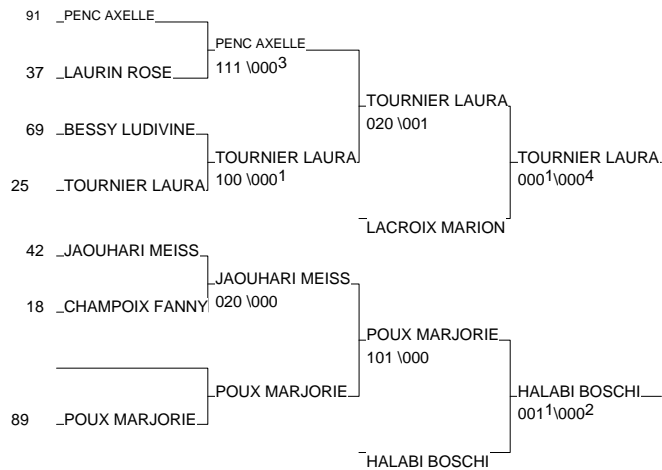 91 PENC AXELLE
PENC AXELLE
111 \000³
37 LAURIN ROSE
TOURNIER LAURA
020 \001
69 BESSY LUDIVINE
TOURNIER LAURA
100 \000¹
TOURNIER LAURA
000¹\000⁴
25 TOURNIER LAURA
LACROIX MARION
42 JAOUHARI MEISS
JAOUHARI MEISS
020 \000
18 CHAMPOIX FANNY
POUX MARJORIE
101 \000
POUX MARJORIE
HALABI BOSCHI
001¹\000²
89 POUX MARJORIE
HALABI BOSCHI